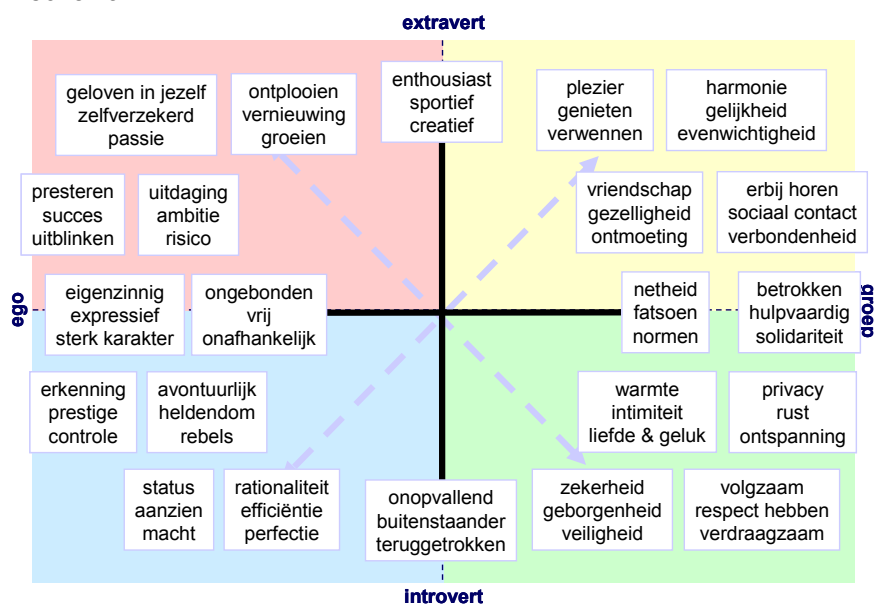 extravert
geloven in jezelf
zelfverzekerd
passie
ontplooien
vernieuwing
groeien
enthousiast
sportief
creatief
plezier
genieten
verwennen
harmonie
gelijkheid
evenwichtigheid
presteren
succes
uitblinken
uitdaging
ambitie
risico
vriendschap
gezelligheid
ontmoeting
erbij horen
sociaal contact
verbondenheid
ego
eigenzinnig
expressief
sterk karakter
ongebonden
vrij
onafhankelijk
netheid
fatsoen
normen
betrokken
hulpvaardig
solidariteit
groep
erkenning
prestige
controle
avontuurlijk
heldendom
rebels
warmte
intimiteit
liefde & geluk
privacy
rust
ontspanning
status
aanzien
macht
rationaliteit
efficiëntie
perfectie
onopvallend
buitenstaander
teruggetrokken
zekerheid
geborgenheid
veiligheid
volgzaam
respect hebben
verdraagzaam
introvert